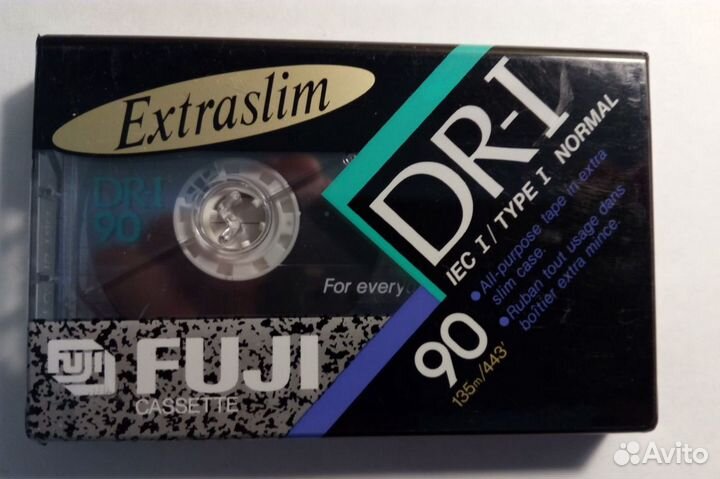 Extraslim
DR-I
90
For every
FUJI
FUJI
CASSETTE
DR-I
IEC I/TYPE I NORMAL
• All-purpose tape in extra
slim case.
• Ruban tout usage dans
boîtier extra mince.
90
135m/443'
Avito